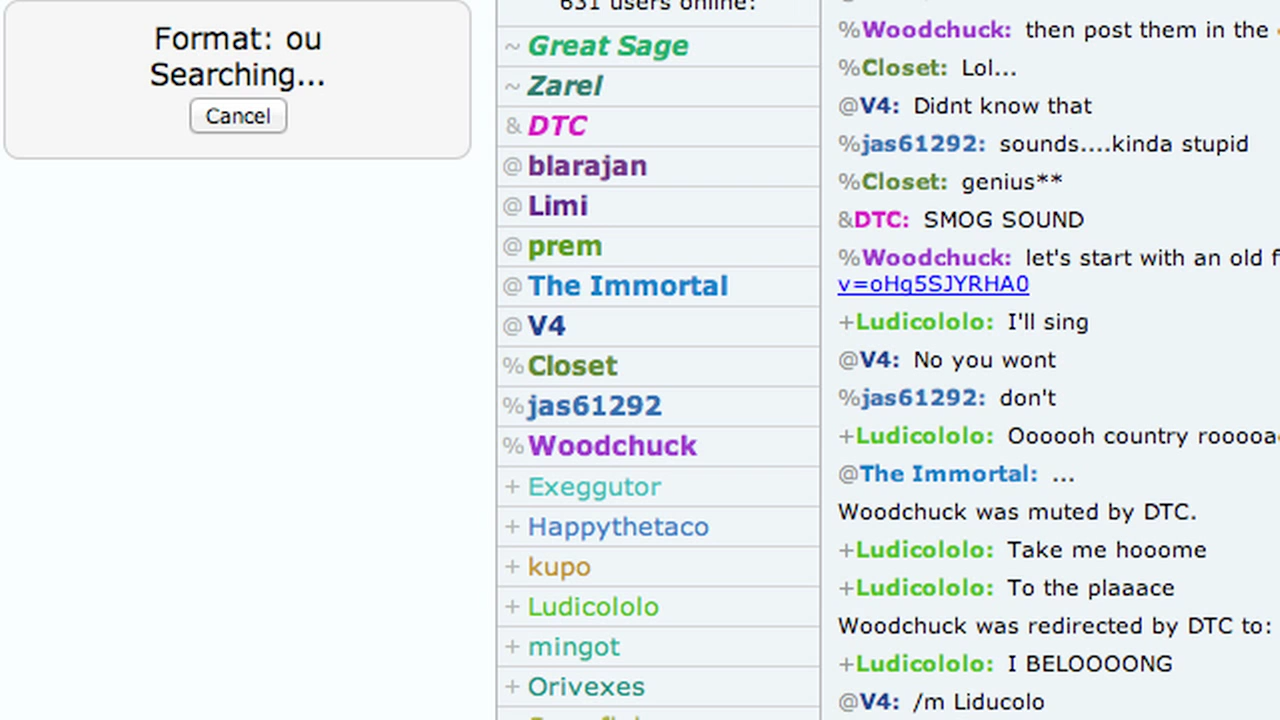 Format: ou
Searching...
Cancel
631 users online:
~ Great Sage
~ Zarel
& DTC
@ blarajan
@ Limi
@ prem
@ The Immortal
@ V4
% Closet
% jas61292
% Woodchuck
+ Exeggutor
+ Happythetaco
+ kupo
+ Ludicololo
+ mingot
+ Orivexes
%Woodchuck: then post them in the
%Closet: Lol...
@V4: Didnt know that
%jas61292: sounds....kinda stupid
%Closet: genius**
&DTC: SMOG SOUND
%Woodchuck: let's start with an old
v=oHg5SJYRHA0
+Ludicololo: I'll sing
@V4: No you wont
%jas61292: don't
+Ludicololo: Oooooh country rooooa
@The Immortal: ...
Woodchuck was muted by DTC.
+Ludicololo: Take me hooome
+Ludicololo: To the plaaace
Woodchuck was redirected by DTC to:
+Ludicololo: I BELOOOONG
@V4: /m Liducolo